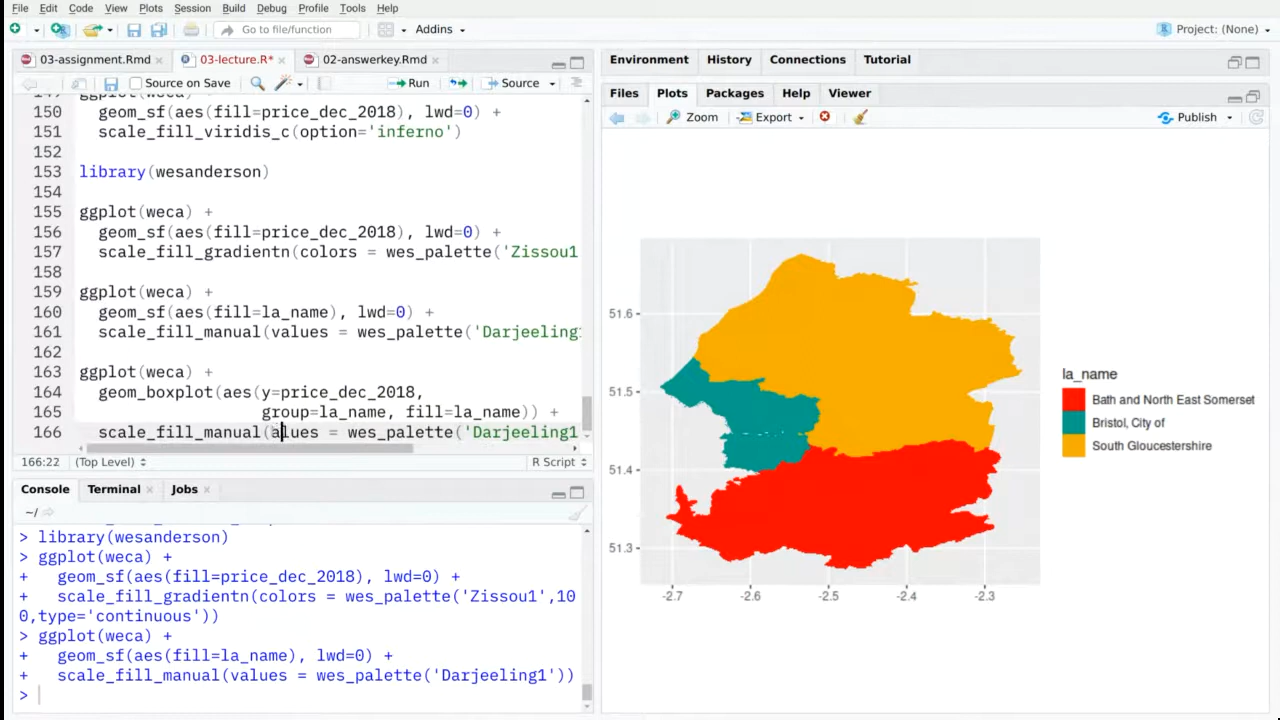 File Edit Code View Plots Session Build Debug Profile Tools Help
Go to file/function Addins Project: (None)
03-assignment.Rmd 03-lecture.R* 02-answerkey.Rmd
Source on Save Run Source
ggplot(weca) +
150 geom_sf(aes(fill=price_dec_2018), lwd=0) +
151 scale_fill_viridis_c(option='inferno')
152
153 library(wesanderson)
154
155 ggplot(weca) +
156 geom_sf(aes(fill=price_dec_2018), lwd=0) +
157 scale_fill_gradientn(colors = wes_palette('Zissou1
158
159 ggplot(weca) +
160 geom_sf(aes(fill=la_name), lwd=0) +
161 scale_fill_manual(values = wes_palette('Darjeeling
162
163 ggplot(weca) +
164 geom_boxplot(aes(y=price_dec_2018,
165 group=la_name, fill=la_name)) +
166 scale_fill_manual(alues = wes_palette('Darjeeling1
166:22 (Top Level) R Script
Console Terminal Jobs
~/
> library(wesanderson)
> ggplot(weca) +
+ geom_sf(aes(fill=price_dec_2018), lwd=0) +
+ scale_fill_gradientn(colors = wes_palette('Zissou1',10
0,type='continuous'))
> ggplot(weca) +
+ geom_sf(aes(fill=la_name), lwd=0) +
+ scale_fill_manual(values = wes_palette('Darjeeling1'))
>
Environment History Connections Tutorial
Files Plots Packages Help Viewer
Zoom Export Publish
51.6
51.5
51.4
51.3
-2.7 -2.6 -2.5 -2.4 -2.3
la_name
Bath and North East Somerset
Bristol, City of
South Gloucestershire